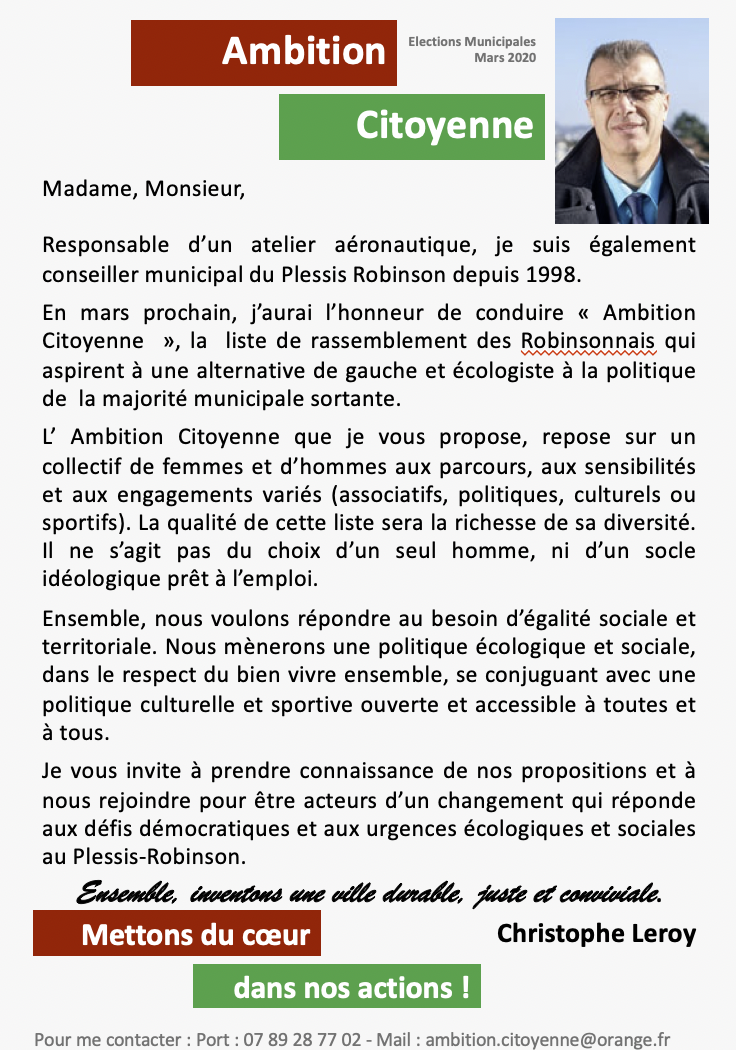 Ambition
Elections Municipales
Mars 2020
Citoyenne
Madame, Monsieur,
Responsable d’un atelier aéronautique, je suis également
conseiller municipal du Plessis Robinson depuis 1998.
En mars prochain, j’aurai l’honneur de conduire « Ambition
Citoyenne », la liste de rassemblement des Robinsonnais qui
aspirent à une alternative de gauche et écologiste à la politique
de la majorité municipale sortante.
L’ Ambition Citoyenne que je vous propose, repose sur un
collectif de femmes et d’hommes aux parcours, aux sensibilités
et aux engagements variés (associatifs, politiques, culturels ou
sportifs). La qualité de cette liste sera la richesse de sa diversité.
Il ne s’agit pas du choix d’un seul homme, ni d’un socle
idéologique prêt à l’emploi.
Ensemble, nous voulons répondre au besoin d’égalité sociale et
territoriale. Nous mènerons une politique écologique et sociale,
dans le respect du bien vivre ensemble, se conjuguant avec une
politique culturelle et sportive ouverte et accessible à toutes et
à tous.
Je vous invite à prendre connaissance de nos propositions et à
nous rejoindre pour être acteurs d’un changement qui réponde
aux défis démocratiques et aux urgences écologiques et sociales
au Plessis-Robinson.
Ensemble, inventons une ville durable, juste et conviviale.
Mettons du cœur
Christophe Leroy
dans nos actions !
Pour me contacter : Port : 07 89 28 77 02 - Mail : ambition.citoyenne@orange.fr